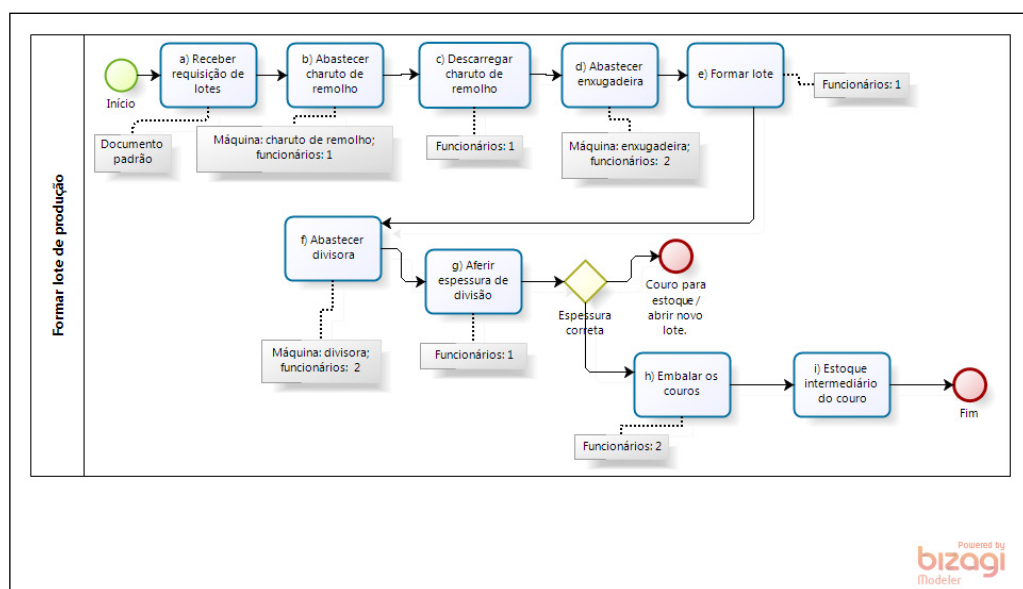 Formar lote de produção
a) Receber
requisição de
lotes
b) Abastecer
charuto de
remolho
c) Descarregar
charuto de
remolho
d) Abastecer
enxugadeira
e) Formar lote
Início
Documento
padrão
Máquina: charuto de remolho;
funcionários: 1
Funcionários: 1
Máquina: enxugadeira;
funcionários: 2
Funcionários: 1
f) Abastecer
divisora
g) Aferir
espessura de
divisão
Espessura
correta
Couro para
estoque /
abrir novo
lote.
Máquina: divisora;
funcionários: 2
Funcionários: 1
h) Embalar os
couros
i) Estoque
intermediário
do couro
Fim
Funcionários: 2
Powered by
bizagi
Modeler